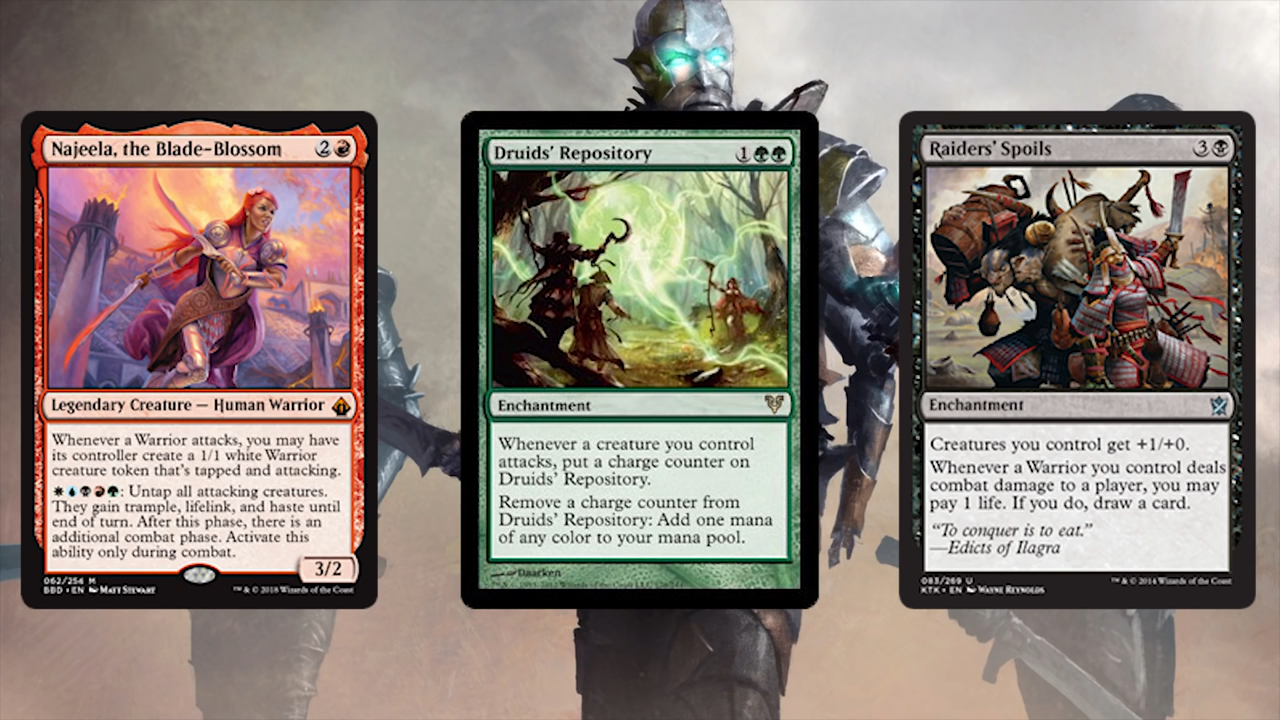 Najeela, the Blade-Blossom 2
Legendary Creature — Human Warrior
Whenever a Warrior attacks, you may have
its controller create a 1/1 white Warrior
creature token that's tapped and attacking.
: Untap all attacking creatures.
They gain trample, lifelink, and haste until
end of turn. After this phase, there is an
additional combat phase. Activate this
ability only during combat.
3/2
062/254 M
BBD • EN Matt Stewart
™ & © 2018 Wizards of the Coast
Druids' Repository 1
Enchantment
Whenever a creature you control
attacks, put a charge counter on
Druids' Repository.
Remove a charge counter from
Druids' Repository: Add one mana
of any color to your mana pool.
Daarken
Raiders' Spoils 3
Enchantment
Creatures you control get +1/+0.
Whenever a Warrior you control deals
combat damage to a player, you may
pay 1 life. If you do, draw a card.
“To conquer is to eat.”
—Edicts of Ilagra
083/269 U
KTK • EN Wayne Reynolds
™ & © 2014 Wizards of the Coast